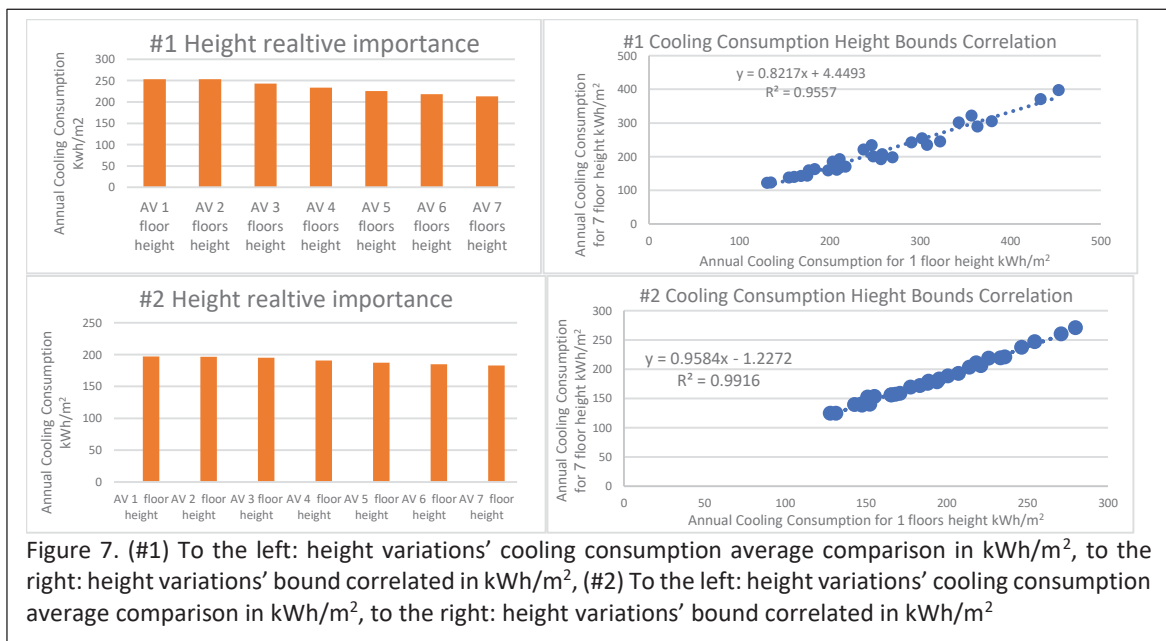 #1 Height realtive importance
Annual Cooling Consumption
Kwh/m2
300
250
200
150
100
50
0
AV 1 floor height
AV 2 floors height
AV 3 floors height
AV 4 floors height
AV 5 floors height
AV 6 floors height
AV 7 floors height
#1 Cooling Consumption Height Bounds Correlation
Annual Cooling Consumption
for 7 floor height kWh/m²
500
400
300
200
100
0
y = 0.8217x + 4.4493
R² = 0.9557
0 100 200 300 400 500
Annual Cooling Consumption for 1 floor height kWh/m²
#2 Height realtive importance
Annual Cooling Consumption
kWh/m²
250
200
150
100
50
0
AV 1 floor height
AV 2 floor height
AV 3 floor height
AV 4 floor height
AV 5 floor height
AV 6 floor height
AV 7 floor height
#2 Cooling Consumption Hieght Bounds Correlation
Annual Cooling Consumption
for 7 floor height kWh/m²
300
250
200
150
100
50
0
y = 0.9584x - 1.2272
R² = 0.9916
0 50 100 150 200 250 300
Annual Cooling Consumption for 1 floors height kWh/m²
Figure 7. (#1) To the left: height variations’ cooling consumption average comparison in kWh/m², to the
right: height variations’ bound correlated in kWh/m², (#2) To the left: height variations’ cooling consumption
average comparison in kWh/m², to the right: height variations’ bound correlated in kWh/m²